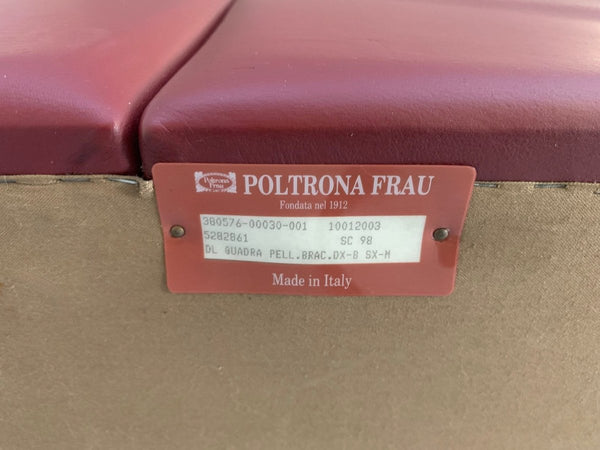 Poltrona
Frau
POLTRONA FRAU
Fondata nel 1912
380576-00030-001 10012003
5282861 SC 98
DL QUADRA PELL.BRAC.DX-B SX-M
Made in Italy